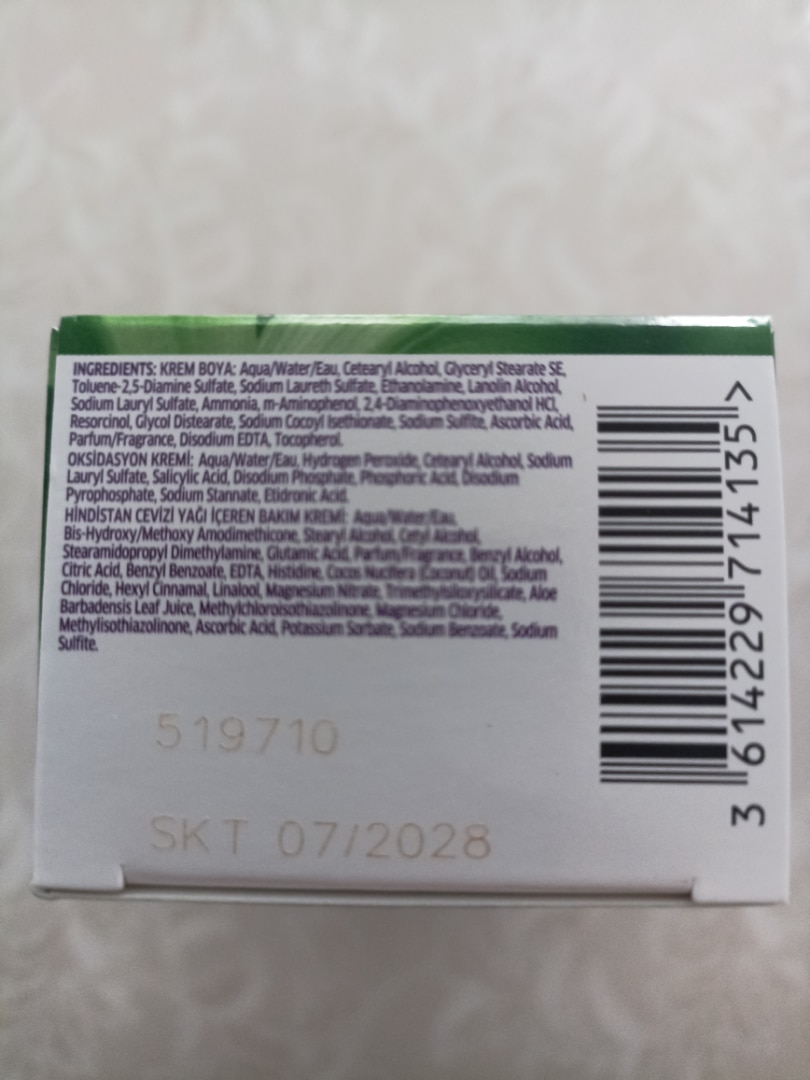 INGREDIENTS: KREM BOYA: Aqua/Water/Eau, Cetearyl Alcohol, Glyceryl Stearate SE,
Toluene-2,5-Diamine Sulfate, Sodium Laureth Sulfate, Ethanolamine, Lanolin Alcohol,
Sodium Lauryl Sulfate, Ammonia, m-Aminophenol, 2,4-Diaminophenoxyethanol HCl,
Resorcinol, Glycol Distearate, Sodium Cocoyl Isethionate, Sodium Sulfite, Ascorbic Acid,
Parfum/Fragrance, Disodium EDTA, Tocopherol.
OKSİDASYON KREMİ: Aqua/Water/Eau, Hydrogen Peroxide, Cetearyl Alcohol, Sodium
Lauryl Sulfate, Salicylic Acid, Disodium Phosphate, Phosphoric Acid, Disodium
Pyrophosphate, Sodium Stannate, Etidronic Acid.
HİNDİSTAN CEVİZİ YAĞI İÇEREN BAKIM KREMİ: Aqua/Water/Eau,
Bis-Hydroxy/Methoxy Amodimethicone, Stearyl Alcohol, Cetyl Alcohol,
Stearamidopropyl Dimethylamine, Glutamic Acid, Parfum/Fragrance, Benzyl Alcohol,
Citric Acid, Benzyl Benzoate, EDTA, Histidine, Cocos Nucifera (Coconut) Oil, Sodium
Chloride, Hexyl Cinnamal, Linalool, Magnesium Nitrate, Trimethylsiloxysilicate, Aloe
Barbadensis Leaf Juice, Methylchloroisothiazolinone, Magnesium Chloride,
Methylisothiazolinone, Ascorbic Acid, Potassium Sorbate, Sodium Benzoate, Sodium
Sulfite.
519710
SKT 07/2028
3 614229 714135 >